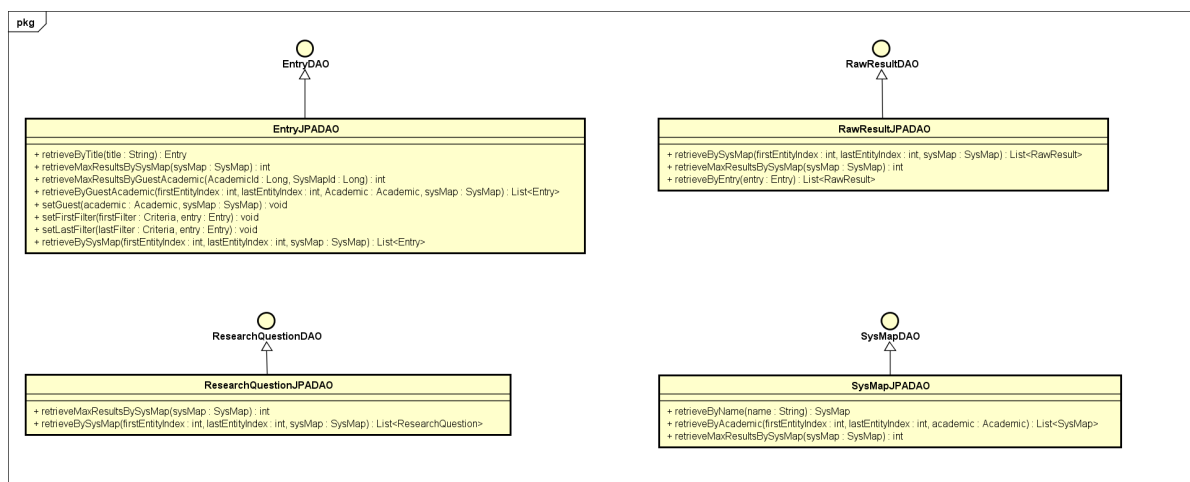 pkg
EntryDAO
EntryJPADAO
+ retrieveByTitle(title : String) : Entry
+ retrieveMaxResultsBySysMap(sysMap : SysMap) : int
+ retrieveMaxResultsByGuestAcademic(AcademicId : Long, SysMapId : Long) : int
+ retrieveByGuestAcademic(firstEntityIndex : int, lastEntityIndex : int, Academic : Academic, sysMap : SysMap) : List<Entry>
+ setGuest(academic : Academic, sysMap : SysMap) : void
+ setFirstFilter(firstFilter : Criteria, entry : Entry) : void
+ setLastFilter(lastFilter : Criteria, entry : Entry) : void
+ retrieveBySysMap(firstEntityIndex : int, lastEntityIndex : int, sysMap : SysMap) : List<Entry>
RawResultDAO
RawResultJPADAO
+ retrieveBySysMap(firstEntityIndex : int, lastEntityIndex : int, sysMap : SysMap) : List<RawResult>
+ retrieveMaxResultsBySysMap(sysMap : SysMap) : int
+ retrieveByEntry(entry : Entry) : List<RawResult>
ResearchQuestionDAO
ResearchQuestionJPADAO
+ retrieveMaxResultsBySysMap(sysMap : SysMap) : int
+ retrieveBySysMap(firstEntityIndex : int, lastEntityIndex : int, sysMap : SysMap) : List<ResearchQuestion>
SysMapDAO
SysMapJPADAO
+ retrieveByName(name : String) : SysMap
+ retrieveByAcademic(firstEntityIndex : int, lastEntityIndex : int, academic : Academic) : List<SysMap>
+ retrieveMaxResultsBySysMap(sysMap : SysMap) : int